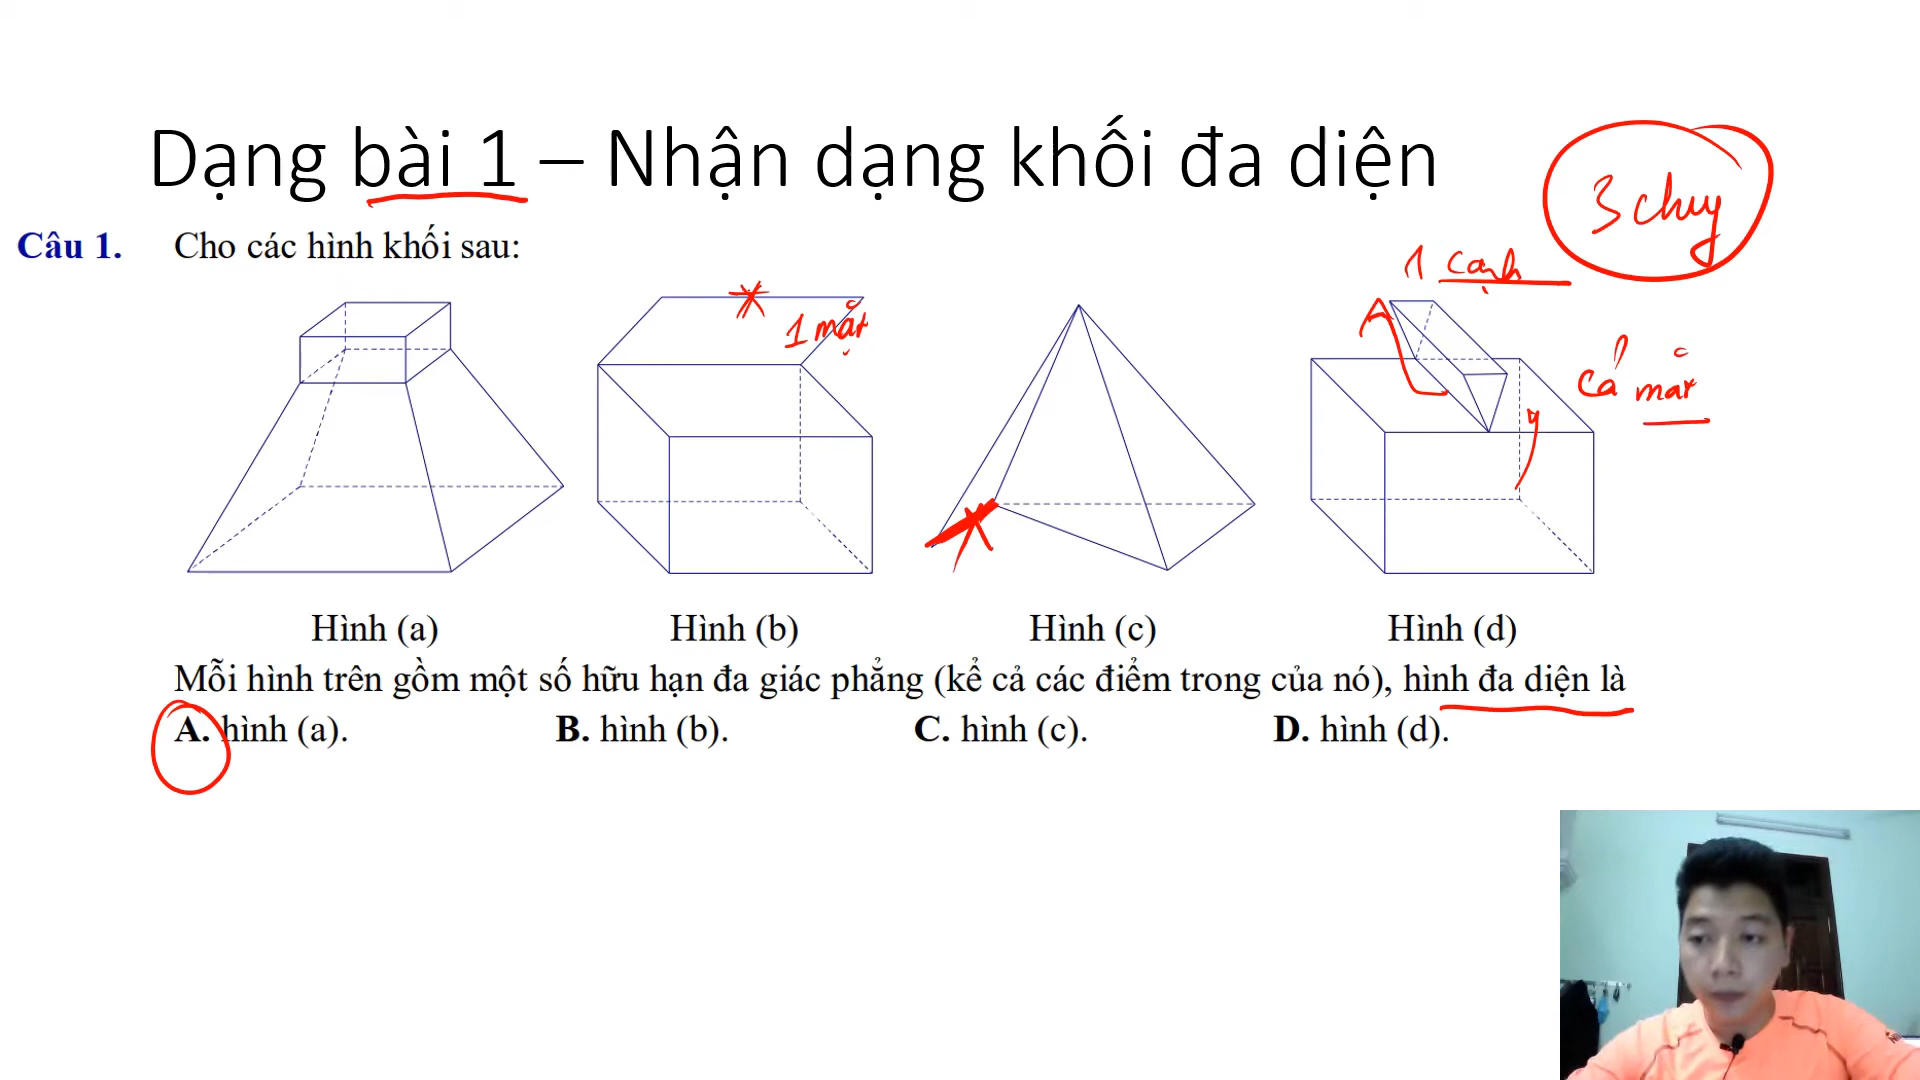 Dạng bài 1 – Nhận dạng khối đa diện
3 chuy
Câu 1. Cho các hình khối sau:
1 cạnh
1 mặt
Cả mặt
Hình (a) Hình (b) Hình (c) Hình (d)
Mỗi hình trên gồm một số hữu hạn đa giác phẳng (kể cả các điểm trong của nó), hình đa diện là
A. hình (a). B. hình (b). C. hình (c). D. hình (d).